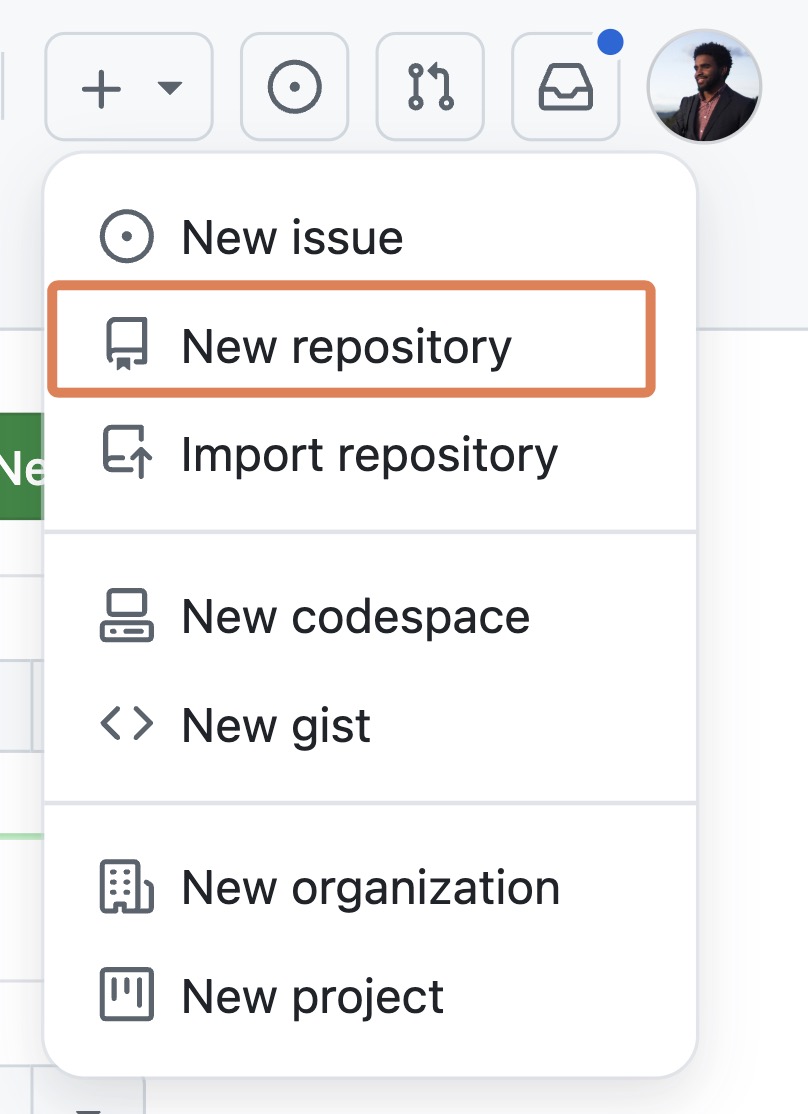 New issue
New repository
Ne
Import repository
New codespace
New gist
New organization
New project